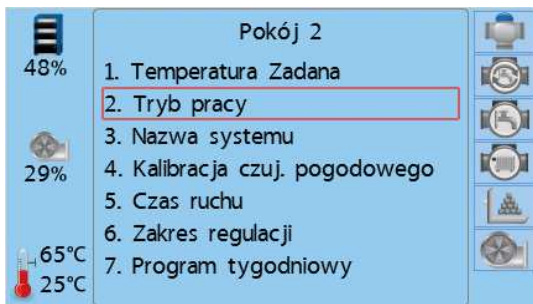 Pokój 2
48%
1. Temperatura Zadana
2. Tryb pracy
3. Nazwa systemu
29%
4. Kalibracja czuj. pogodowego
5. Czas ruchu
6. Zakres regulacji
65°C
7. Program tygodniowy
25°C